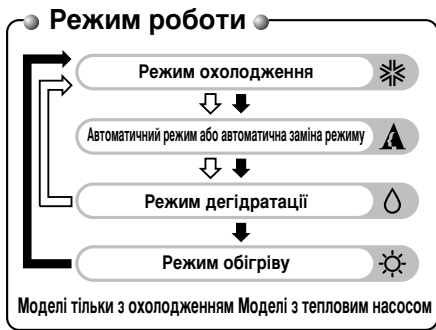 Режим роботи
Режим охолодження
Автоматичний режим або автоматична заміна режиму
Режим дегідратації
Режим обігріву
Моделі тільки з охолодженням Моделі з тепловим насосом